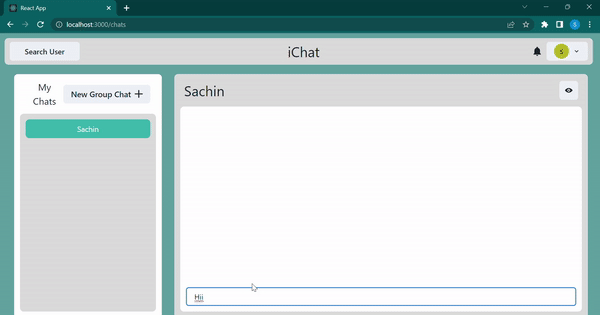 React App
localhost:3000/chats
S
Search User
iChat
S
My
Chats
New Group Chat
Sachin
Sachin
Hii